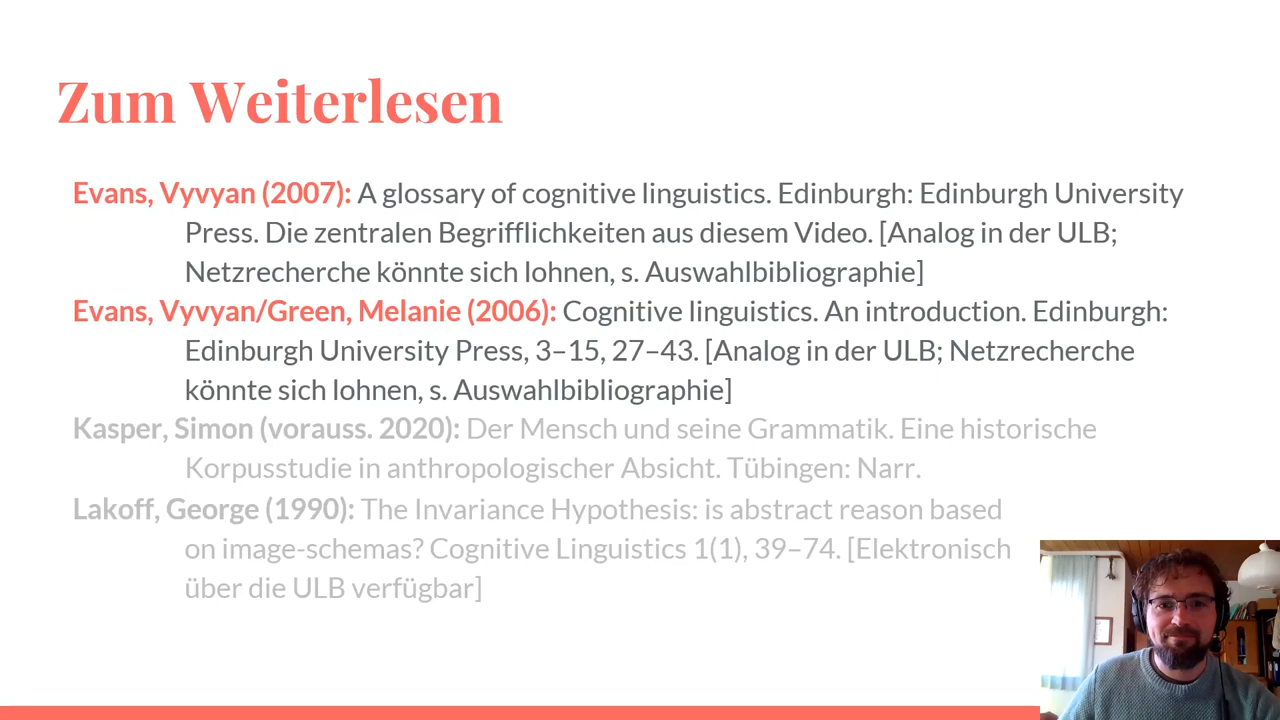 Zum Weiterlesen
Evans, Vyvyan (2007): A glossary of cognitive linguistics. Edinburgh: Edinburgh University
Press. Die zentralen Begrifflichkeiten aus diesem Video. [Analog in der ULB;
Netzrecherche könnte sich lohnen, s. Auswahlbibliographie]
Evans, Vyvyan/Green, Melanie (2006): Cognitive linguistics. An introduction. Edinburgh:
Edinburgh University Press, 3–15, 27–43. [Analog in der ULB; Netzrecherche
könnte sich lohnen, s. Auswahlbibliographie]
Kasper, Simon (vorauss. 2020): Der Mensch und seine Grammatik. Eine historische
Korpusstudie in anthropologischer Absicht. Tübingen: Narr.
Lakoff, George (1990): The Invariance Hypothesis: is abstract reason based
on image-schemas? Cognitive Linguistics 1(1), 39–74. [Elektronisch
über die ULB verfügbar]